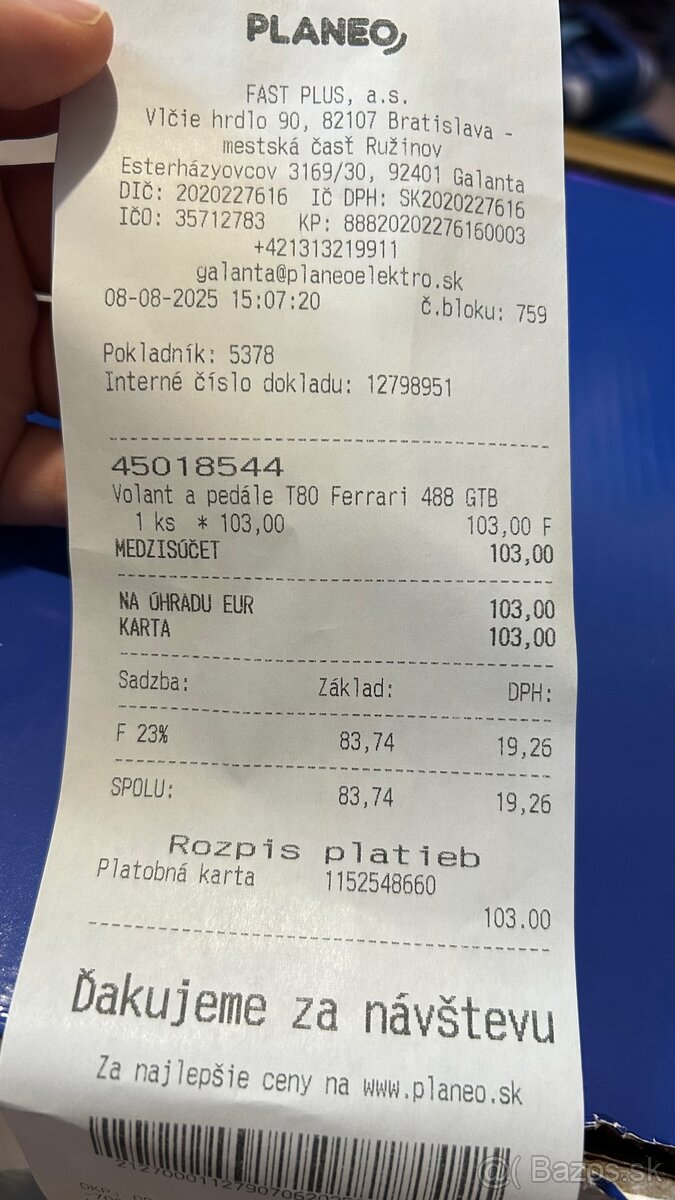 PLANEO
FAST PLUS, a.s.
Vlčie hrdlo 90, 82107 Bratislava -
mestská časť Ružinov
Esterházyovcov 3169/30, 92401 Galanta
DIČ: 2020227616 IČ DPH: SK2020227616
IČO: 35712783 KP: 88820202276160003
+421313219911
galanta@planeoelektro.sk
08-08-2025 15:07:20 č.bloku: 759
Pokladník: 5378
Interné číslo dokladu: 12798951
45018544
Volant a pedále T80 Ferrari 488 GTB
1 ks * 103,00 103,00 F
MEDZISÚČET 103,00
NA ÚHRADU EUR 103,00
KARTA 103,00
Sadzba: Základ: DPH:
F 23% 83,74 19,26
SPOLU: 83,74 19,26
Rozpis platieb
Platobná karta 1152548660
103.00
Ďakujeme za návštevu
Za najlepšie ceny na www.planeo.sk
@ Bazos.sk